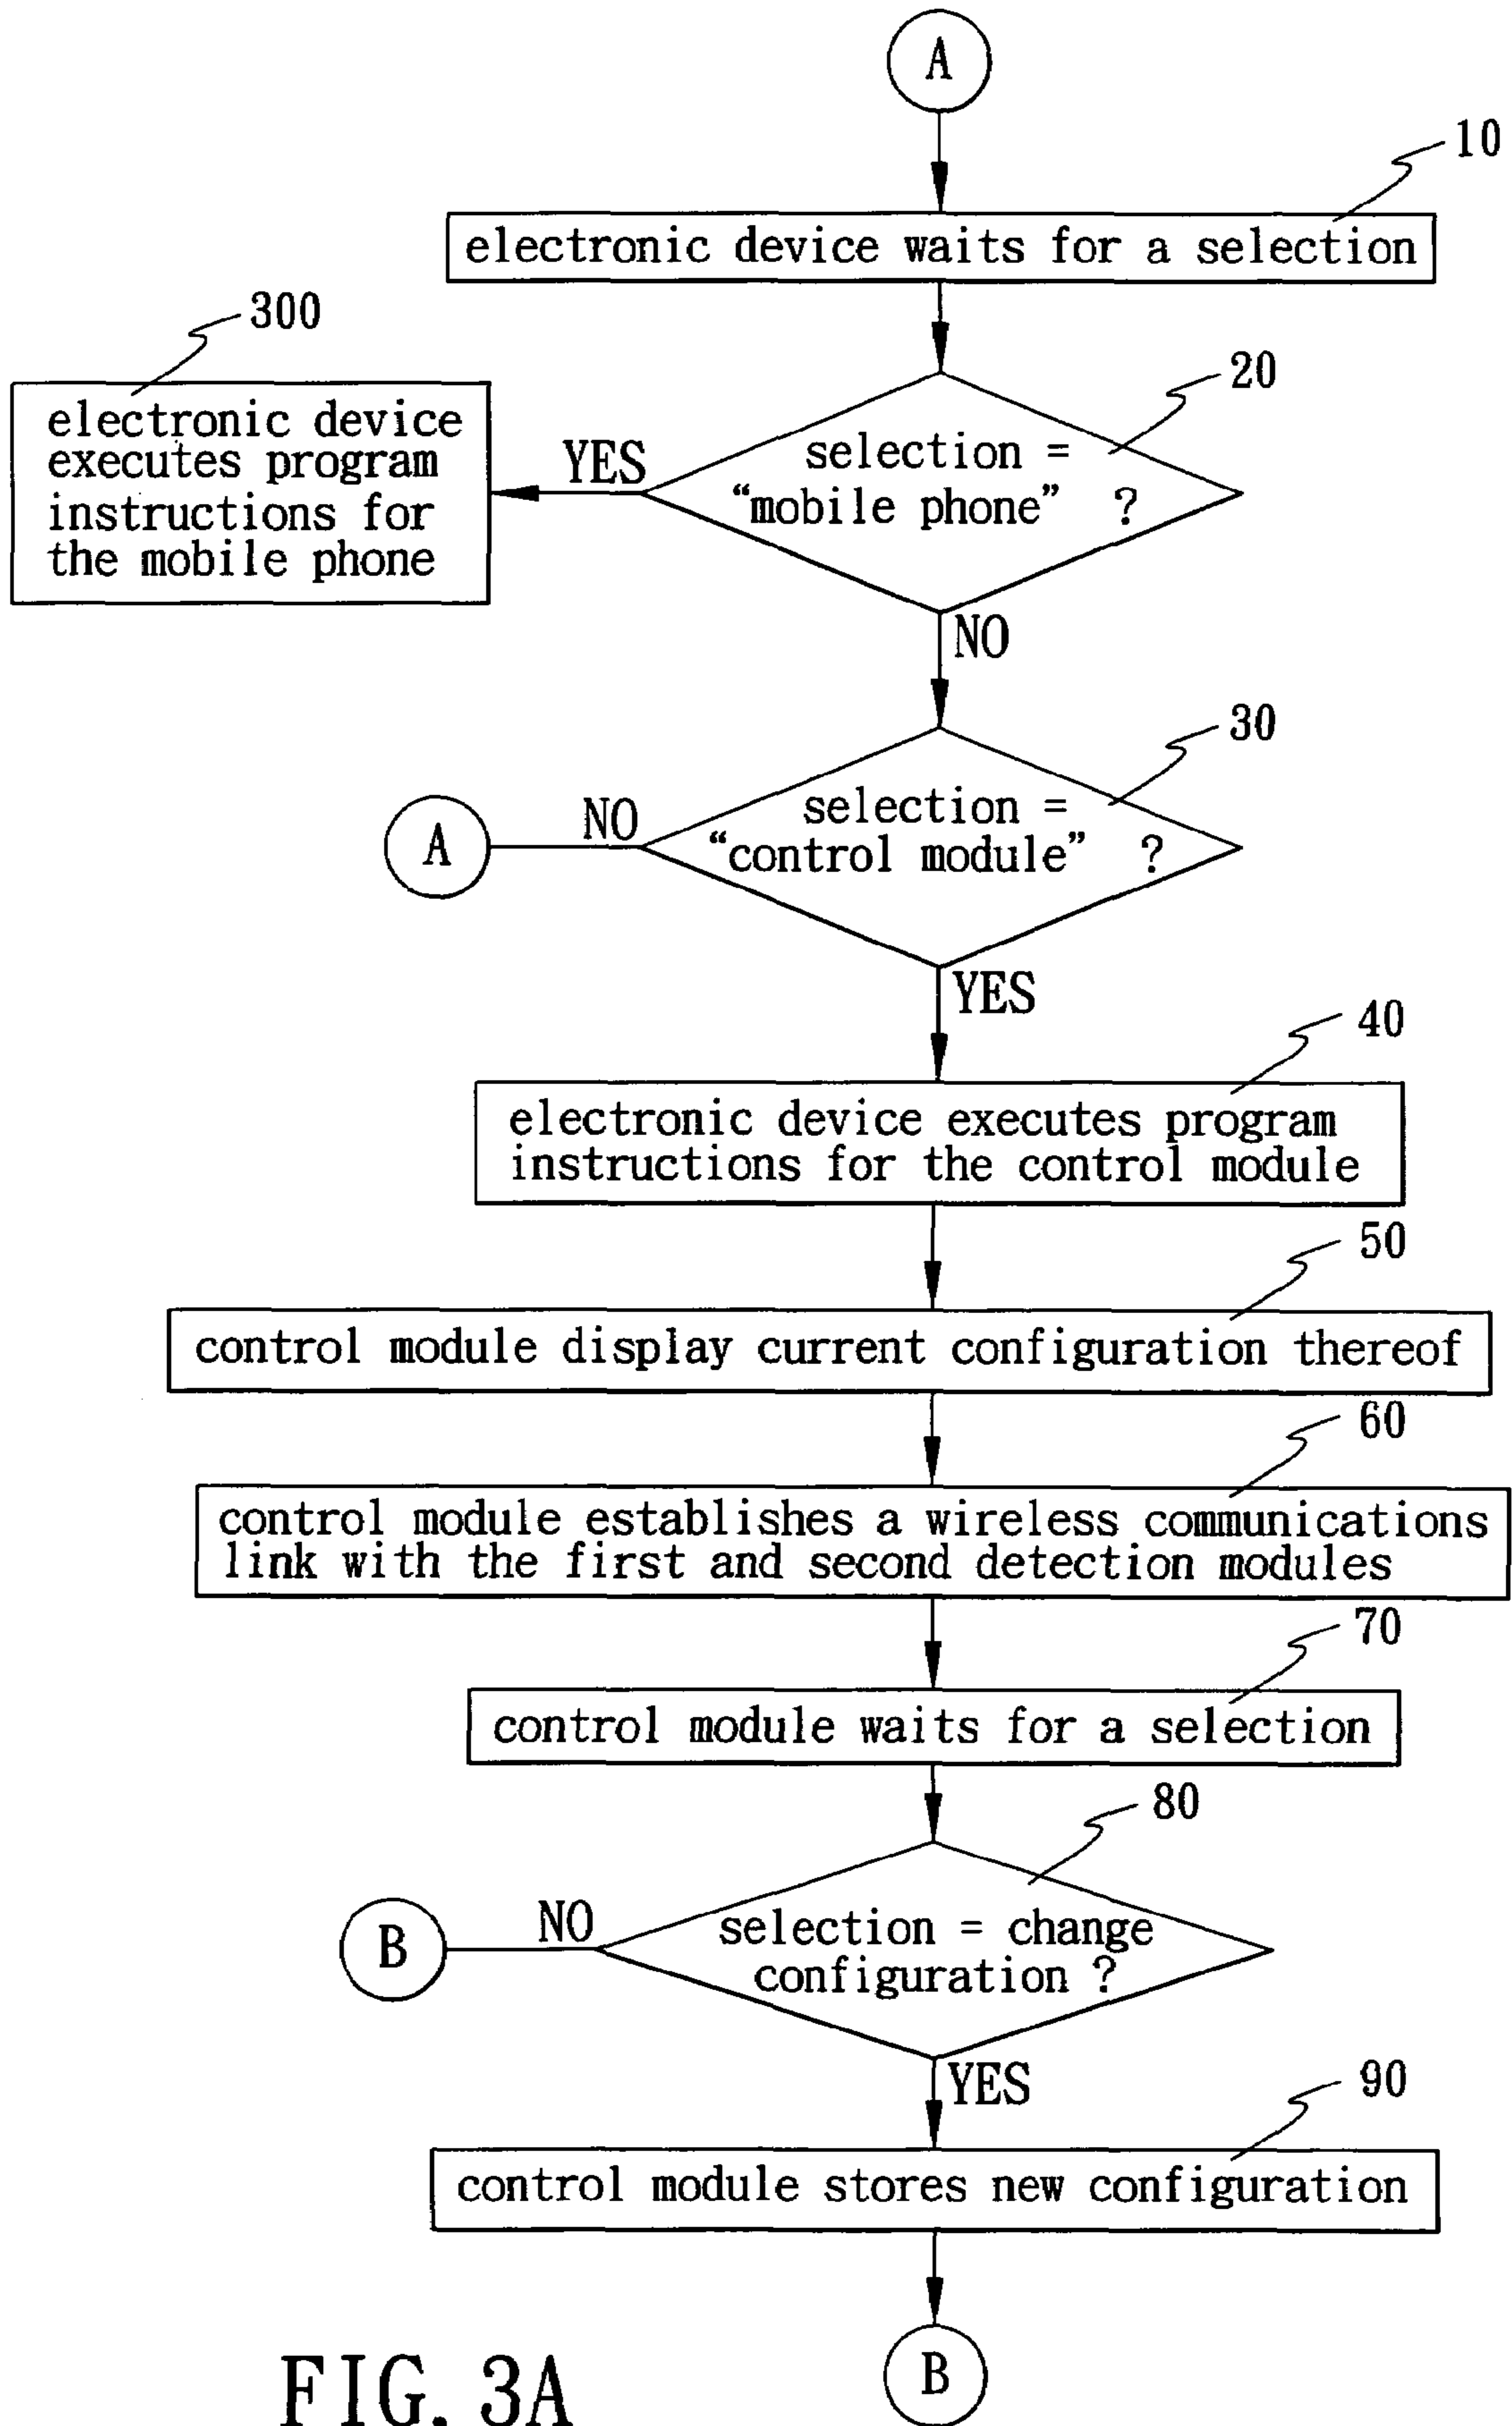 A
10
electronic device waits for a selection
300
electronic device
executes program
instructions for
the mobile phone
YES
20
selection =
“mobile phone” ?
NO
30
selection =
“control module” ?
NO
A
YES
40
electronic device executes program
instructions for the control module
50
control module display current configuration thereof
60
control module establishes a wireless communications
link with the first and second detection modules
70
control module waits for a selection
80
selection = change
configuration ?
NO
B
YES
90
control module stores new configuration
B
FIG. 3A